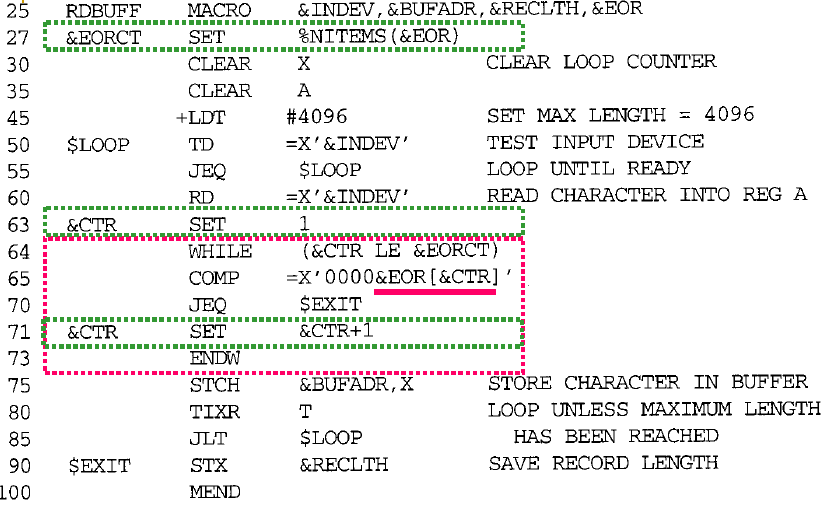 25 RDBUFF MACRO &INDEV,&BUFADR,&RECLTH,&EOR
27 &EORCT SET %NITEMS(&EOR)
30 CLEAR X CLEAR LOOP COUNTER
35 CLEAR A
45 +LDT #4096 SET MAX LENGTH = 4096
50 $LOOP TD =X'&INDEV' TEST INPUT DEVICE
55 JEQ $LOOP LOOP UNTIL READY
60 RD =X'&INDEV' READ CHARACTER INTO REG A
63 &CTR SET 1
64 WHILE (&CTR LE &EORCT)
65 COMP =X'0000&EOR[&CTR]'
70 JEQ $EXIT
71 &CTR SET &CTR+1
73 ENDW
75 STCH &BUFADR,X STORE CHARACTER IN BUFFER
80 TIXR T LOOP UNLESS MAXIMUM LENGTH
85 JLT $LOOP HAS BEEN REACHED
90 $EXIT STX &RECLTH SAVE RECORD LENGTH
100 MEND